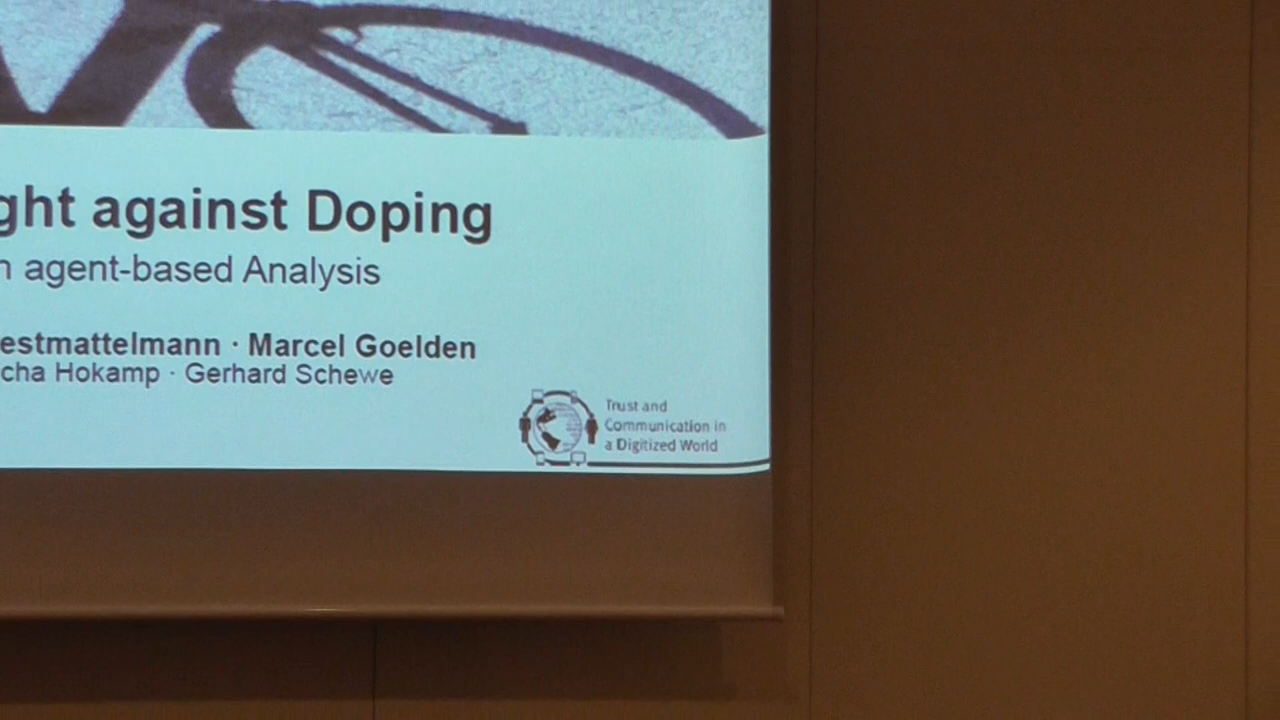 ght against Doping
n agent-based Analysis
estmattelmann · Marcel Goelden
cha Hokamp · Gerhard Schewe
Trust and
Communication in
a Digitized World